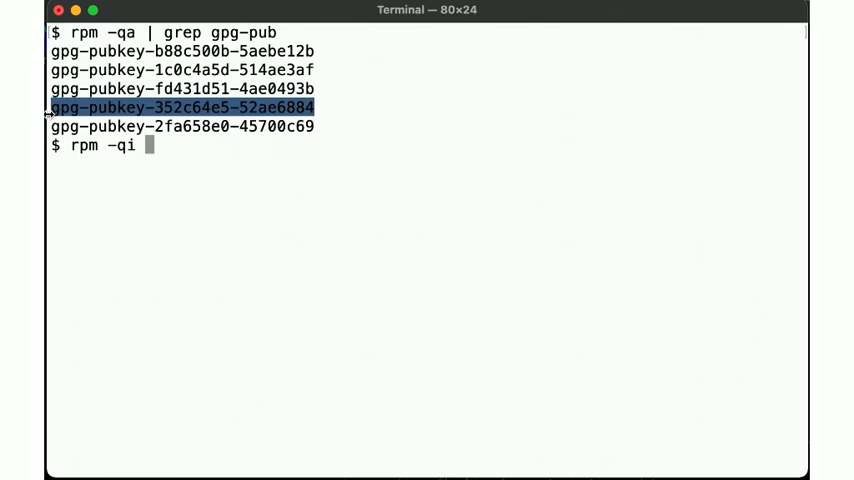 Terminal — 80×24
$ rpm -qa | grep gpg-pub
gpg-pubkey-b88c500b-5aebe12b
gpg-pubkey-1c0c4a5d-514ae3af
gpg-pubkey-fd431d51-4ae0493b
gpg-pubkey-352c64e5-52ae6884
gpg-pubkey-2fa658e0-45700c69
$ rpm -qi